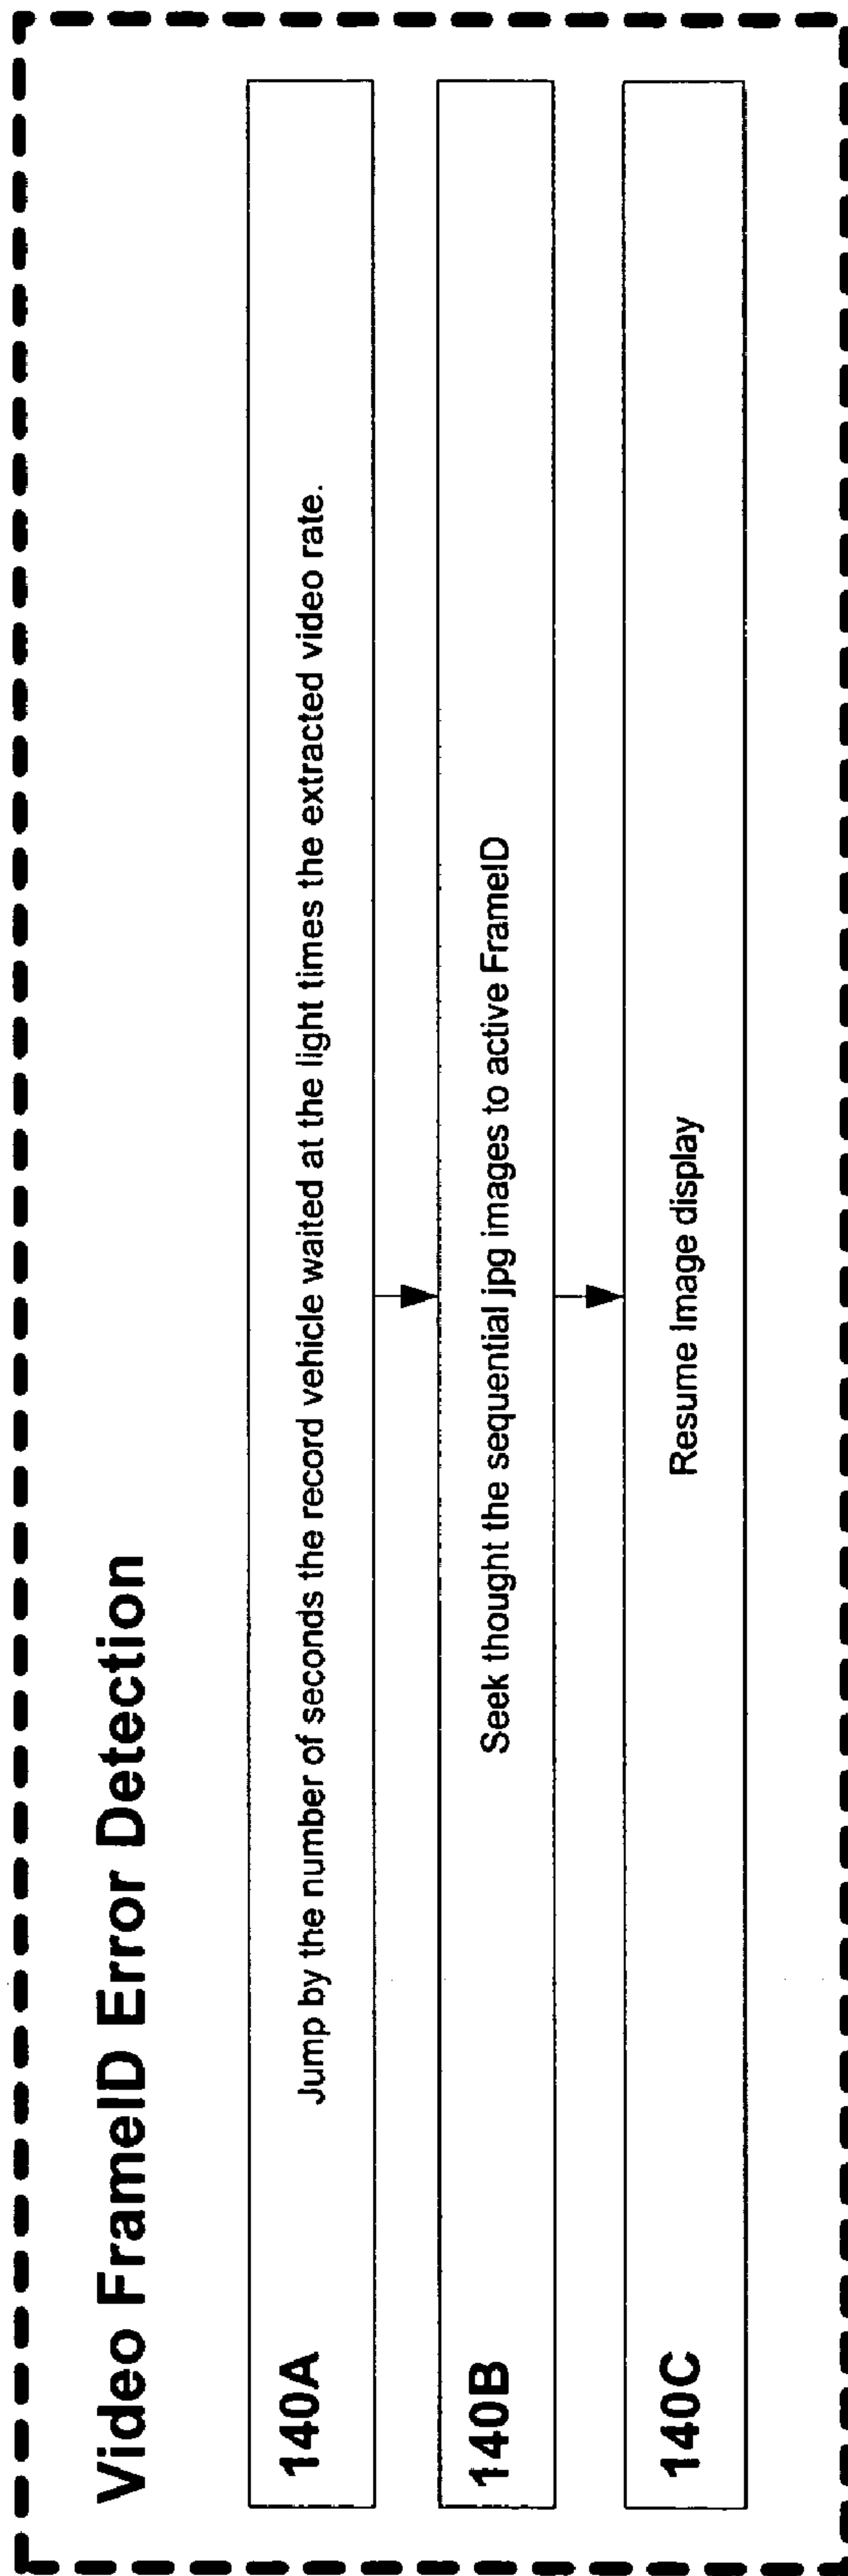 Video FrameID Error Detection
140A
Jump by the number of seconds the record vehicle waited at the light times the extracted video rate.
140B
Seek thought the sequential jpg images to active FrameID
140C
Resume Image display